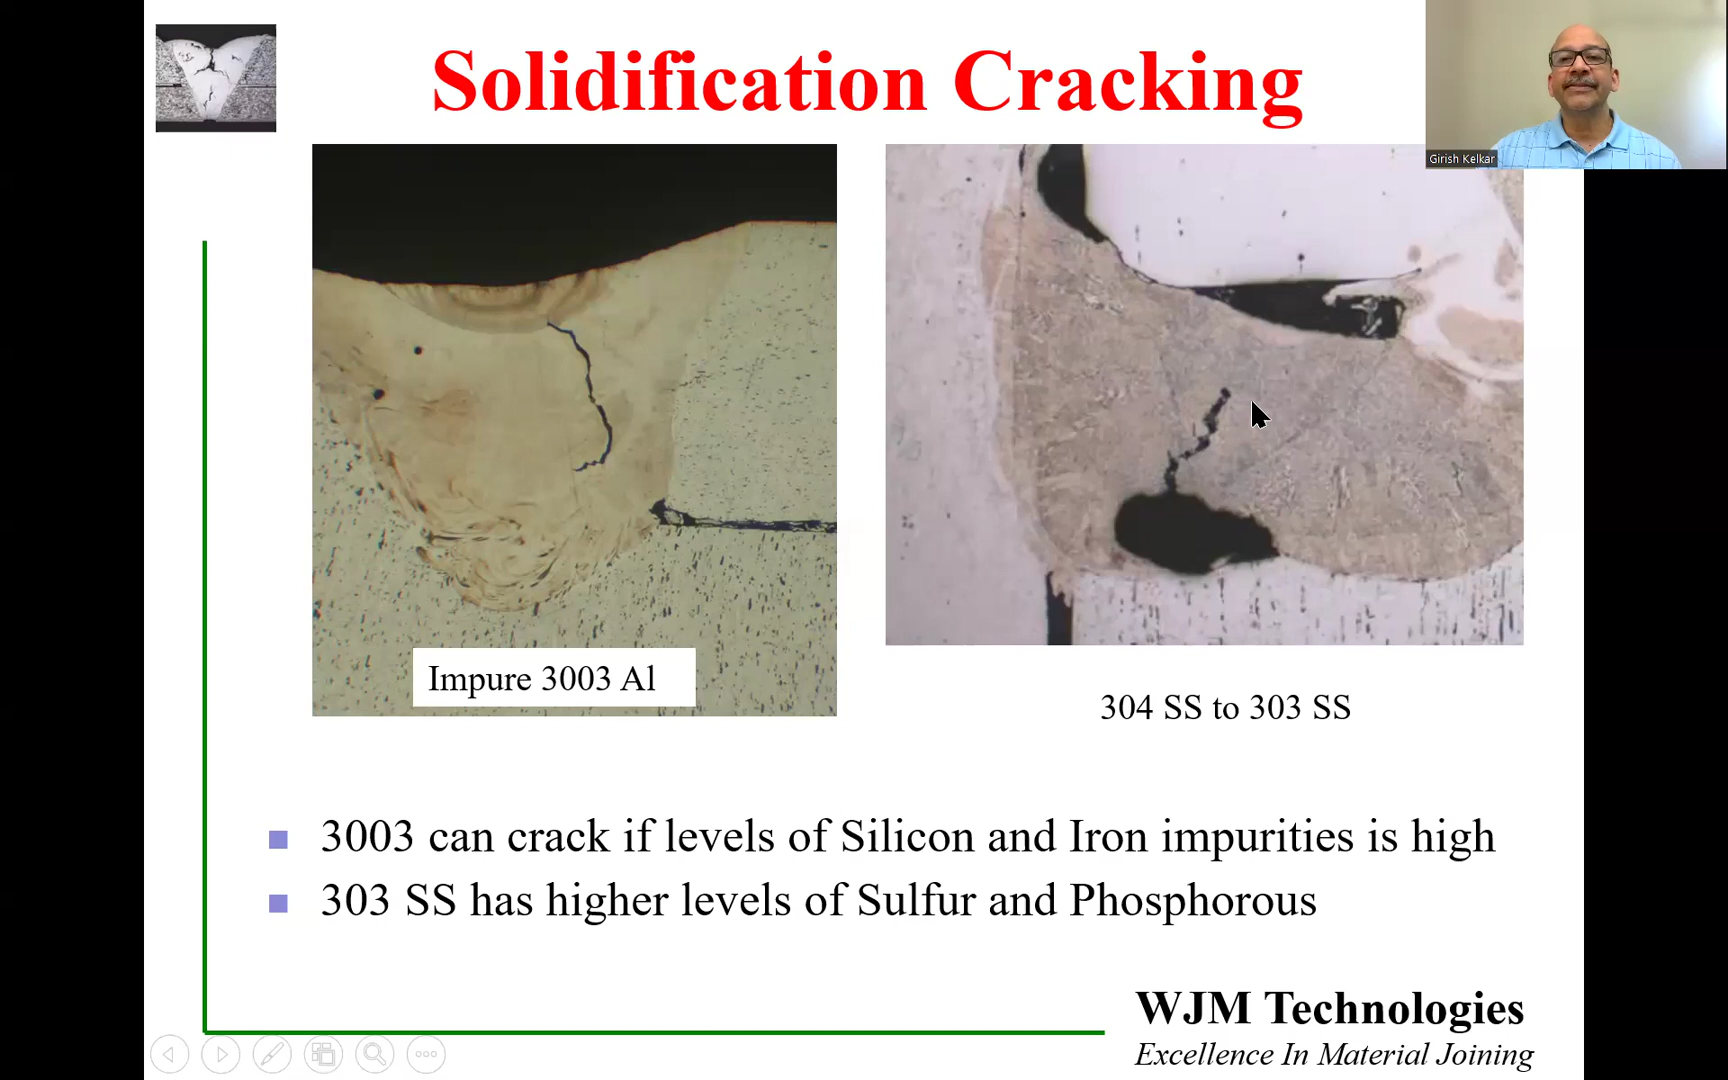 Solidification Cracking
Girish Kelkar
Impure 3003 Al
304 SS to 303 SS
3003 can crack if levels of Silicon and Iron impurities is high
303 SS has higher levels of Sulfur and Phosphorous
WJM Technologies
Excellence In Material Joining